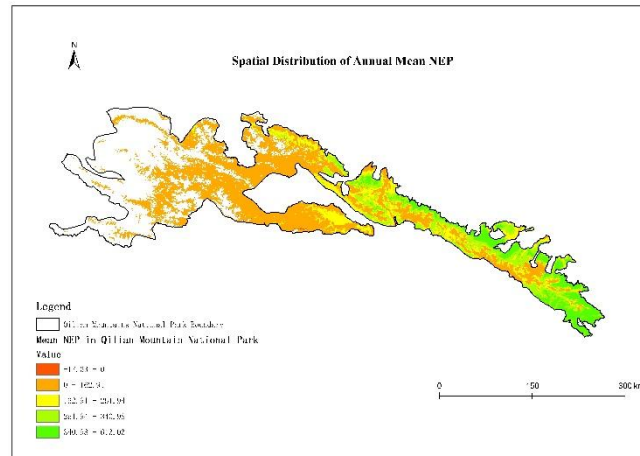 N
Spatial Distribution of Annual Mean NEP
Legend
Qilian Mountains National Park Boundary
Mean NEP in Qilian Mountain National Park
Value
0
150
300 km